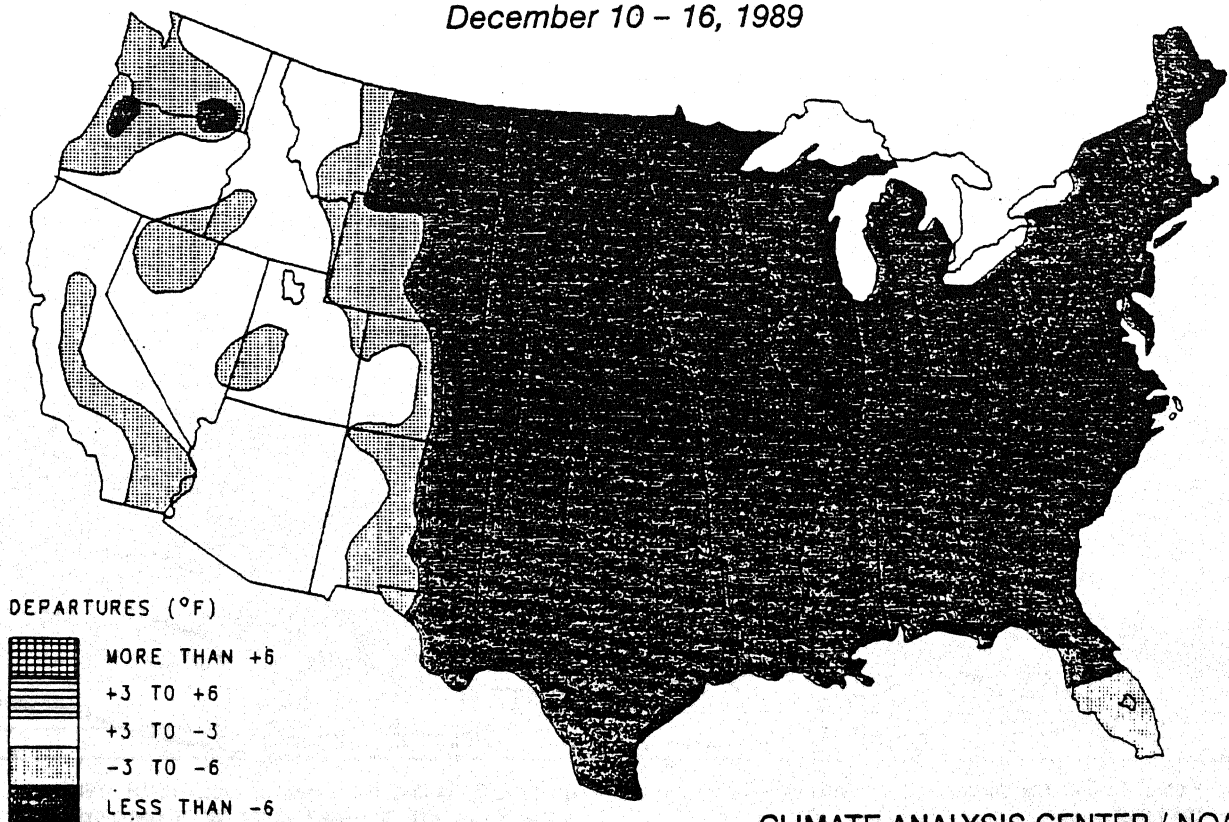 December 10 – 16, 1989
DEPARTURES (°F)
MORE THAN +6
+3 TO +6
+3 TO -3
-3 TO -6
LESS THAN -6
CLIMATE ANALYSIS CENTER / NO